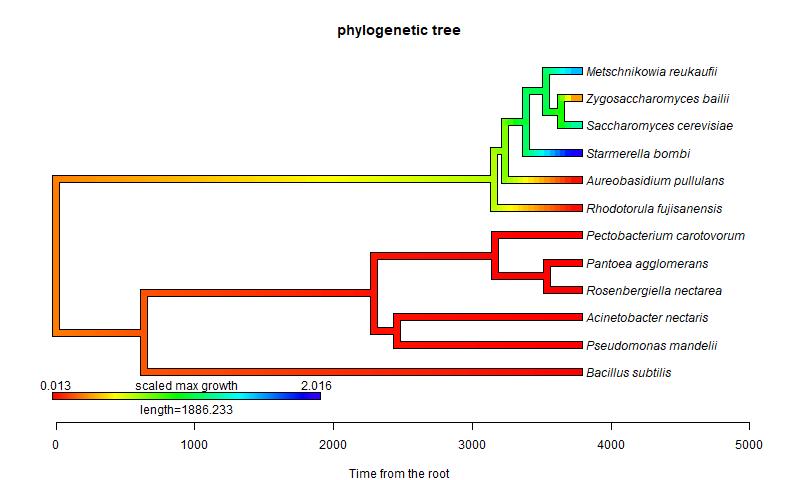 phylogenetic tree
Metschnikowia reukaufii
Zygosaccharomyces bailii
Saccharomyces cerevisiae
Starmerella bombi
Aureobasidium pullulans
Rhodotorula fujisanensis
Pectobacterium carotovorum
Pantoea agglomerans
Rosenbergiella nectarea
Acinetobacter nectaris
Pseudomonas mandelii
Bacillus subtilis
0.013 scaled max growth 2.016
length=1886.233
0 1000 2000 3000 4000 5000
Time from the root